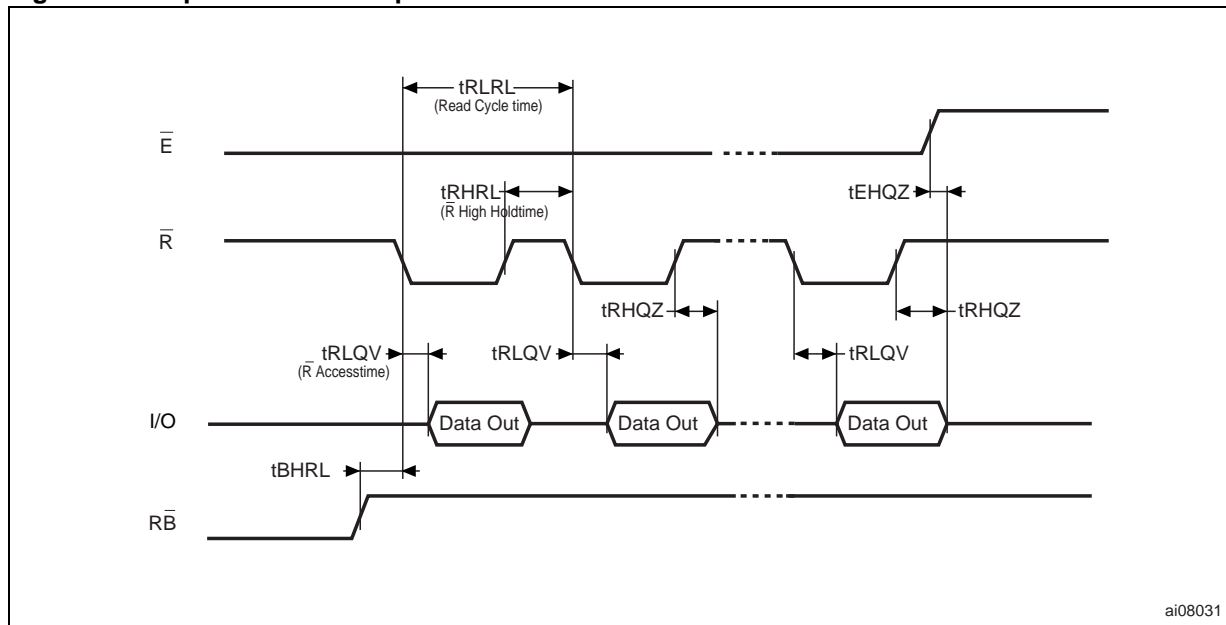 tRLRL
(Read Cycle time)
E̅
tRHRL
(R̅ High Holdtime)
tEHQZ
R̅
tRHQZ
tRHQZ
tRLQV
(R̅ Accesstime)
tRLQV
tRLQV
I/O
Data Out
Data Out
Data Out
tBHRL
RB̅
ai08031